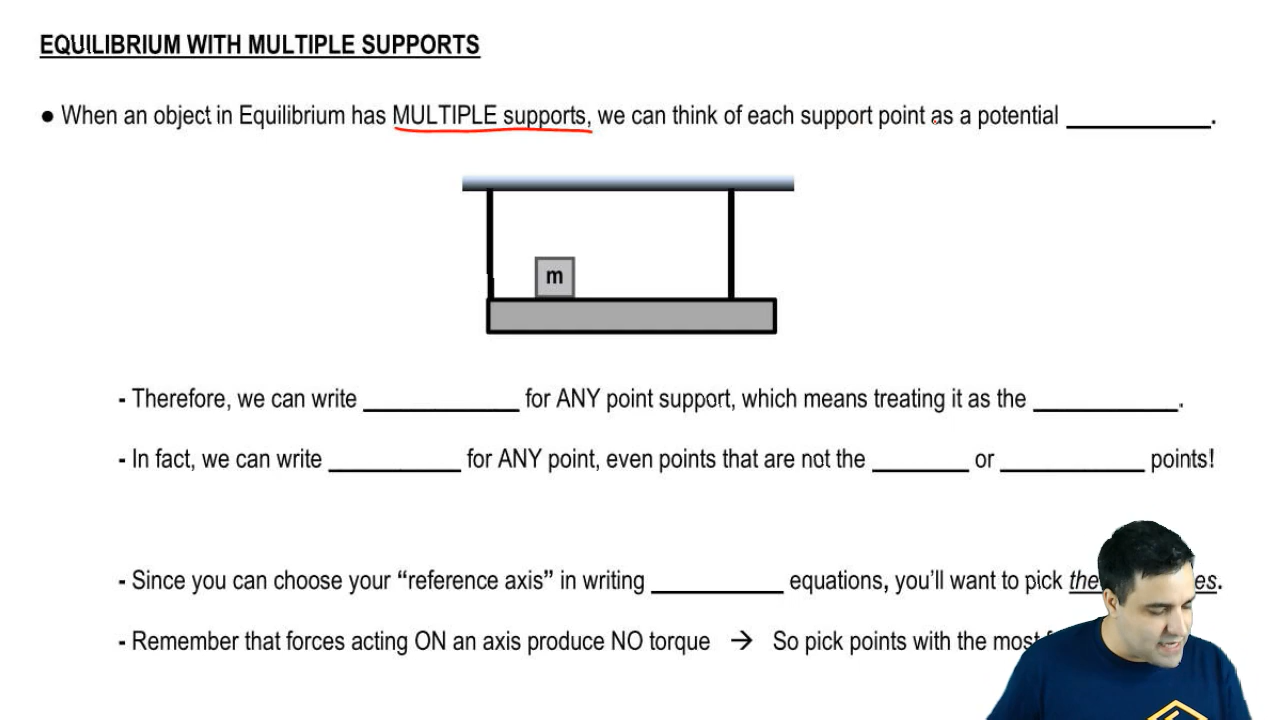 EQUILIBRIUM WITH MULTIPLE SUPPORTS
● When an object in Equilibrium has MULTIPLE supports, we can think of each support point as a potential ___________.
m
- Therefore, we can write ____________ for ANY point support, which means treating it as the ___________.
- In fact, we can write __________ for ANY point, even points that are not the _______ or ___________ points!
- Since you can choose your “reference axis” in writing __________ equations, you’ll want to pick the
- Remember that forces acting ON an axis produce NO torque → So pick points with the most